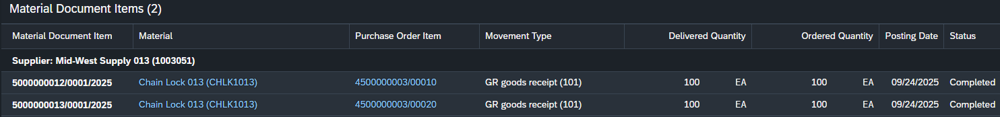 Material Document Items (2)
Material Document Item Material Purchase Order Item Movement Type Delivered Quantity Ordered Quantity Posting Date Status
Supplier: Mid-West Supply 013 (1003051)
5000000012/0001/2025 Chain Lock 013 (CHLK1013) 4500000003/00010 GR goods receipt (101) 100 EA 100 EA 09/24/2025 Completed
5000000013/0001/2025 Chain Lock 013 (CHLK1013) 4500000003/00020 GR goods receipt (101) 100 EA 100 EA 09/24/2025 Completed